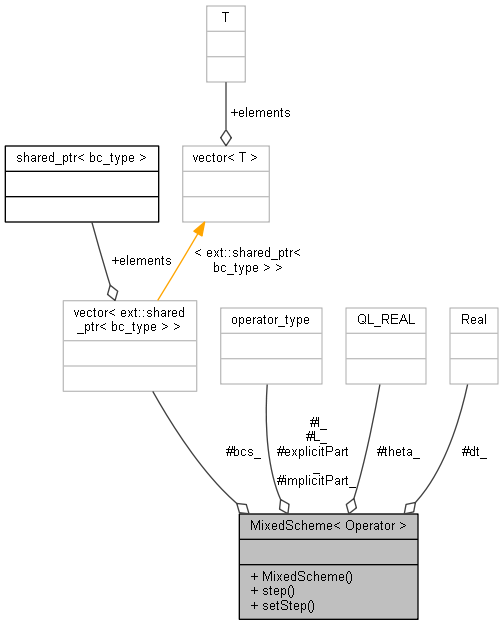 T
+elements
shared_ptr< bc_type >
vector< T >
+elements
< ext::shared_ptr<
bc_type > >
vector< ext::shared
_ptr< bc_type > >
operator_type
QL_REAL
Real
#bcs_
#I_
#L_
#explicitPart
_
#implicitPart_
#theta_
#dt_
MixedScheme< Operator >
+ MixedScheme()
+ step()
+ setStep()